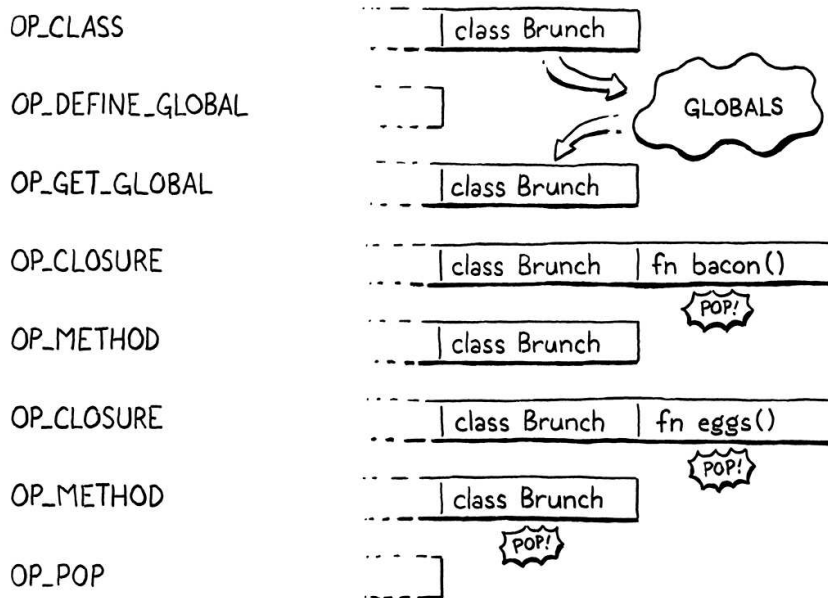 OP_CLASS
class Brunch
OP_DEFINE_GLOBAL
GLOBALS
OP_GET_GLOBAL
class Brunch
OP_CLOSURE
class Brunch
fn bacon()
POP!
OP_METHOD
class Brunch
OP_CLOSURE
class Brunch
fn eggs()
POP!
OP_METHOD
class Brunch
POP!
OP_POP